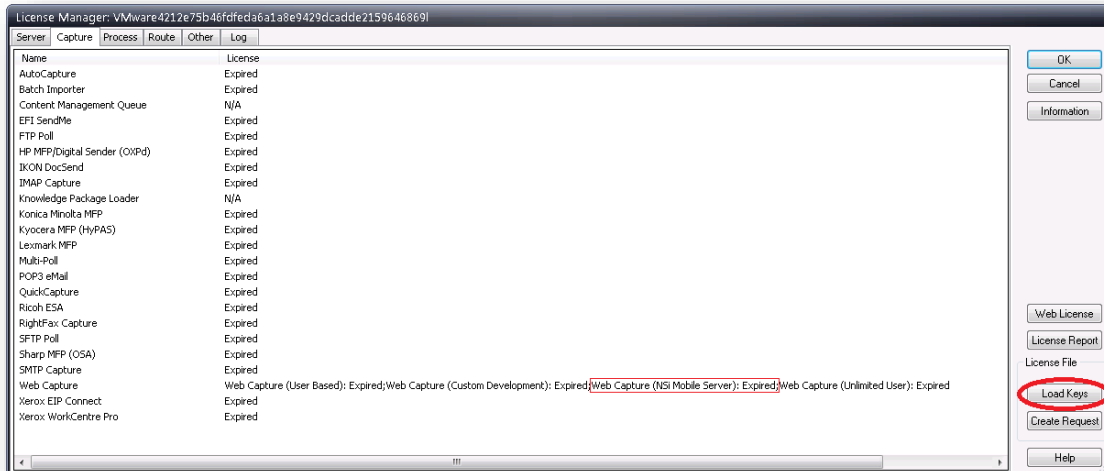 License Manager: VMware4212e75b46fdfeda6a1a8e9429dcadde2159646869l
Server Capture Process Route Other Log
Name License
AutoCapture Expired
Batch Importer Expired
Content Management Queue N/A
EFI SendMe Expired
FTP Poll Expired
HP MFP/Digital Sender (OXPd) Expired
IKON DocSend Expired
IMAP Capture Expired
Knowledge Package Loader N/A
Konica Minolta MFP Expired
Kyocera MFP (HyPAS) Expired
Lexmark MFP Expired
Multi-Poll Expired
POP3 eMail Expired
QuickCapture Expired
Ricoh ESA Expired
RightFax Capture Expired
SFTP Poll Expired
Sharp MFP (OSA) Expired
SMTP Capture Expired
Web Capture Web Capture (User Based): Expired;Web Capture (Custom Development): Expired;Web Capture (NSi Mobile Server): Expired;Web Capture (Unlimited User): Expired
Xerox EIP Connect Expired
Xerox WorkCentre Pro Expired
OK
Cancel
Information
Web License
License Report
License File
Load Keys
Create Request
Help